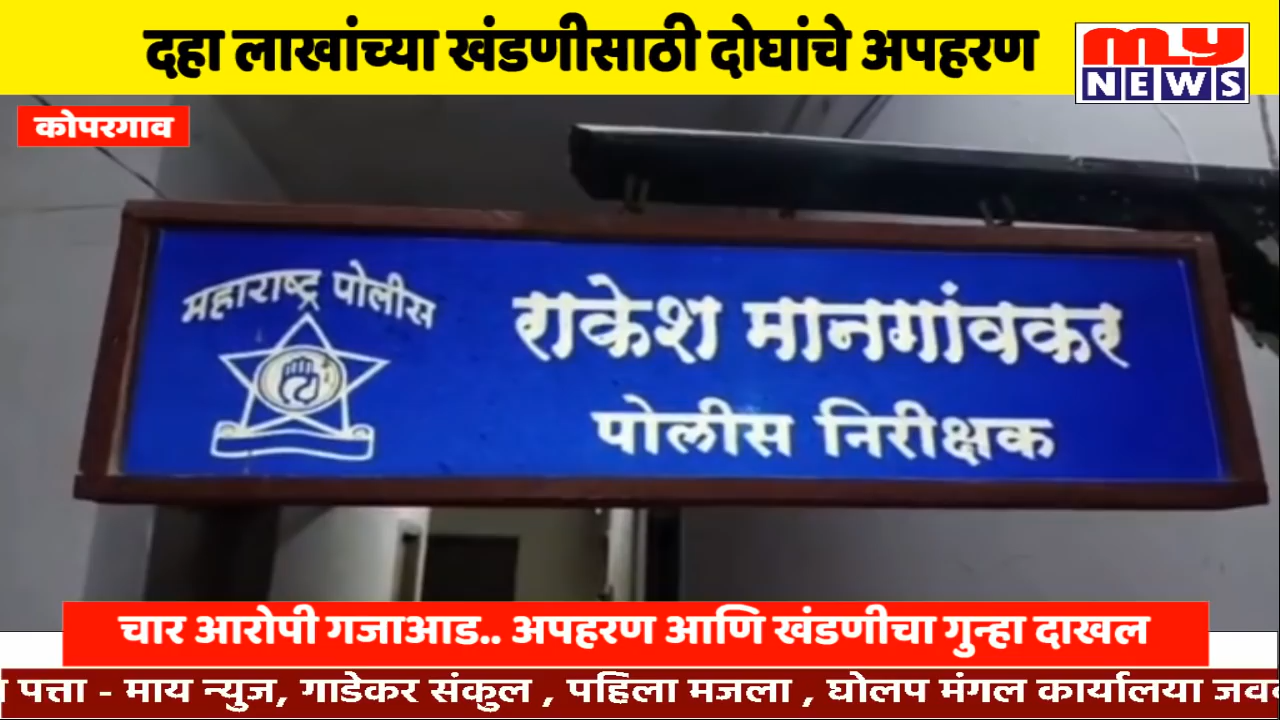 दहा लाखांच्या खंडणीसाठी दोघांचे अपहरण
my
NEWS
कोपरगाव
महाराष्ट्र पोलीस
राकेश मानगांवकर
पोलीस निरीक्षक
चार आरोपी गजाआड.. अपहरण आणि खंडणीचा गुन्हा दाखल
पत्ता - माय न्युज, गाडेकर संकुल , पहिला मजला , घोलप मंगल कार्यालया